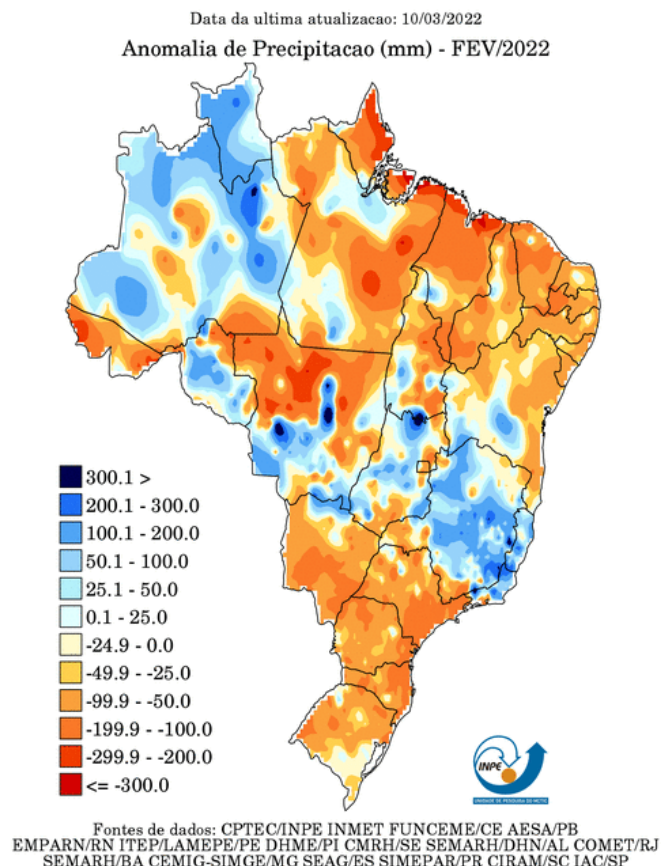 Data da ultima atualizacao: 10/03/2022
Anomalia de Precipitacao (mm) - FEV/2022
300.1 >
200.1 - 300.0
100.1 - 200.0
50.1 - 100.0
25.1 - 50.0
0.1 - 25.0
-24.9 - 0.0
-49.9 - -25.0
-99.9 - -50.0
-199.9 - -100.0
-299.9 - -200.0
<= -300.0
INPE
UNIDADE DE PESQUISA DO METIE
Fontes de dados: CPTEC/INPE INMET FUNCEME/CE AESA/PB
EMPARN/RN ITEP/LAMEPE/PE DHME/PI CMRH/SE SEMARH/DHN/AL COMET/RJ
SEMARH/BA CEMIG-SIMGE/MG SEAG/ES SIMEPAR/PR CIRAM/SC IAC/SP